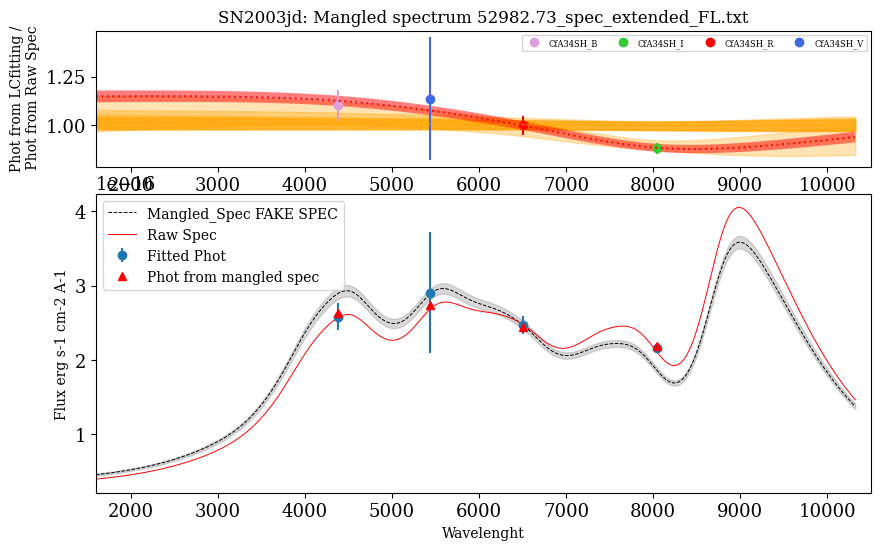 SN2003jd: Mangled spectrum 52982.73_spec_extended_FL.txt
Phot from LCfitting /
Phot from Raw Spec
CfA34SH_B
CfA34SH_I
CfA34SH_R
CfA34SH_V
1.25
1.00
2000 3000 4000 5000 6000 7000 8000 9000 10000
1e−16
Mangled_Spec FAKE SPEC
Raw Spec
Fitted Phot
Phot from mangled spec
Flux erg s-1 cm-2 A-1
4
3
2
1
2000 3000 4000 5000 6000 7000 8000 9000 10000
Wavelenght